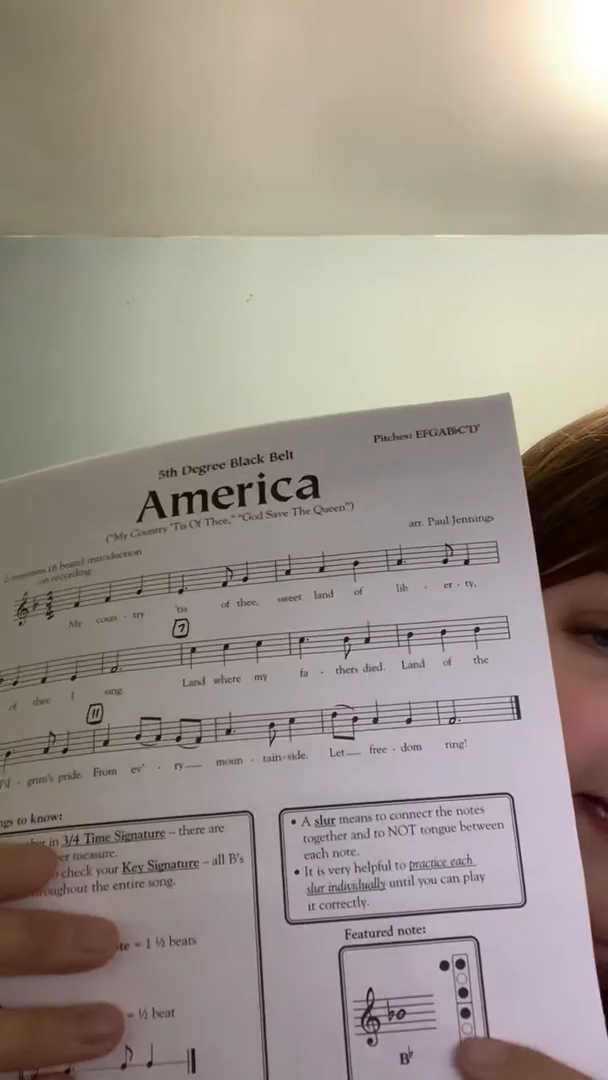 5th Degree Black Belt
Pitches: EFGAB♭C'D'
America
("My Country 'Tis Of Thee," "God Save The Queen")
arr. Paul Jennings
2 measures (6 beats) introduction
on recording
My coun - try 'tis of thee, sweet land of lib - er - ty,
7
of thee I sing. Land where my fa - thers died. Land of the
11
grim's pride. From ev' - ry moun - tain-side. Let free - dom ring!
to know:
in 3/4 Time Signature – there are
measure.
check your Key Signature – all B's
the entire song.
= 1 ½ beats
= ½ beat
• A slur means to connect the notes
together and to NOT tongue between
each note.
• It is very helpful to practice each
slur individually until you can play
it correctly.
Featured note:
B♭